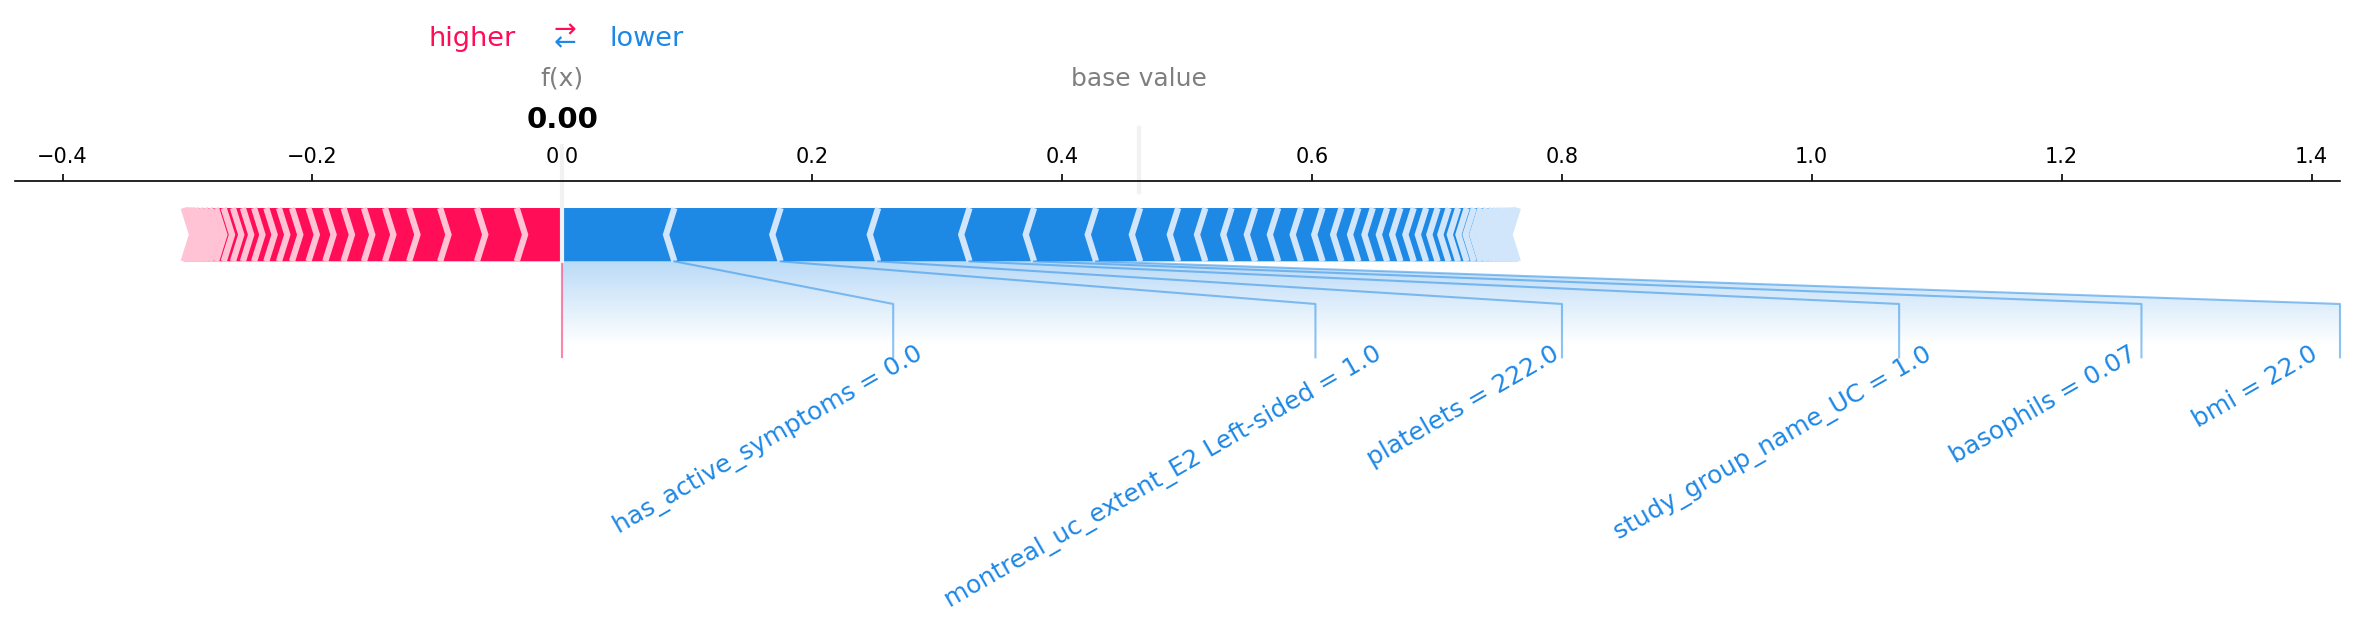 higher ⇄ lower
f(x)
base value
0.00
−0.4 −0.2 0 0 0.2 0.4 0.6 0.8 1.0 1.2 1.4
has_active_symptoms = 0.0
montreal_uc_extent_E2 Left-sided = 1.0
platelets = 222.0
study_group_name_UC = 1.0
basophils = 0.07
bmi = 22.0